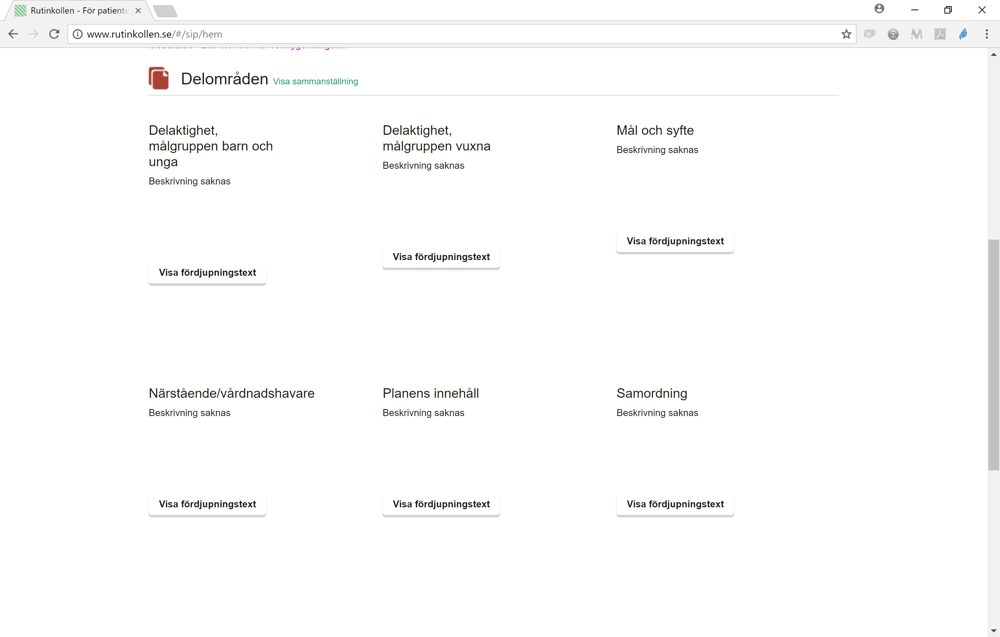 Rutinkollen - För patiente
www.rutinkollen.se/#/sip/hem
Delområden Visa sammanställning
Delaktighet,
målgruppen barn och
unga
Beskrivning saknas
Visa fördjupningstext
Delaktighet,
målgruppen vuxna
Beskrivning saknas
Visa fördjupningstext
Mål och syfte
Beskrivning saknas
Visa fördjupningstext
Närstående/vårdnadshavare
Beskrivning saknas
Visa fördjupningstext
Planens innehåll
Beskrivning saknas
Visa fördjupningstext
Samordning
Beskrivning saknas
Visa fördjupningstext